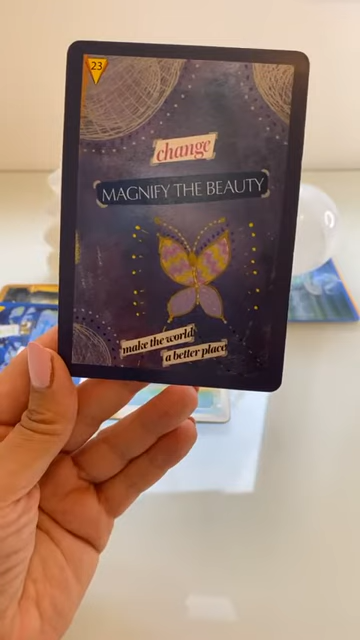 23
change
MAGNIFY THE BEAUTY
make the world
a better place